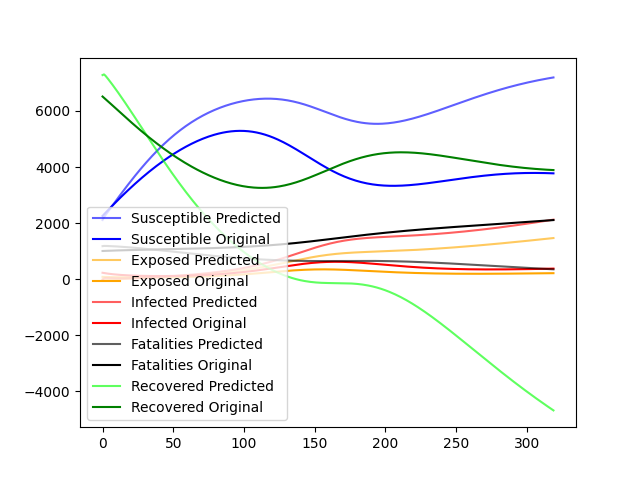 6000
4000
2000
0
−2000
−4000
Susceptible Predicted
Susceptible Original
Exposed Predicted
Exposed Original
Infected Predicted
Infected Original
Fatalities Predicted
Fatalities Original
Recovered Predicted
Recovered Original
0 50 100 150 200 250 300